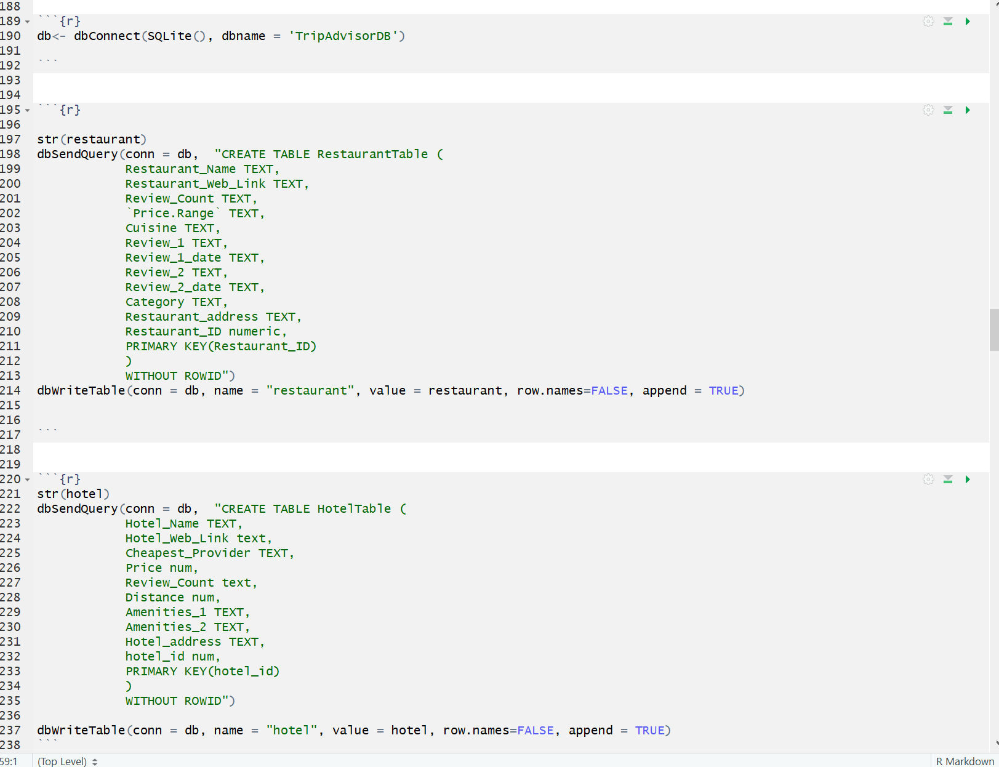 188
189 ```{r}
190 db<- dbConnect(SQLite(), dbname = 'TripAdvisorDB')
191
192 ```
193
194
195 ```{r}
196
197 str(restaurant)
198 dbSendQuery(conn = db,  "CREATE TABLE RestaurantTable (
199             Restaurant_Name TEXT,
200             Restaurant_Web_Link TEXT,
201             Review_Count TEXT,
202             `Price.Range` TEXT,
203             Cuisine TEXT,
204             Review_1 TEXT,
205             Review_1_date TEXT,
206             Review_2 TEXT,
207             Review_2_date TEXT,
208             Category TEXT,
209             Restaurant_address TEXT,
210             Restaurant_ID numeric,
211             PRIMARY KEY(Restaurant_ID)
212             )
213             WITHOUT ROWID")
214 dbWriteTable(conn = db, name = "restaurant", value = restaurant, row.names=FALSE, append = TRUE)
215
216
217 ```
218
219
220 ```{r}
221 str(hotel)
222 dbSendQuery(conn = db,  "CREATE TABLE HotelTable (
223             Hotel_Name TEXT,
224             Hotel_Web_Link text,
225             Cheapest_Provider TEXT,
226             Price num,
227             Review_Count text,
228             Distance num,
229             Amenities_1 TEXT,
230             Amenities_2 TEXT,
231             Hotel_address TEXT,
232             hotel_id num,
233             PRIMARY KEY(hotel_id)
234             )
235             WITHOUT ROWID")
236
237 dbWriteTable(conn = db, name = "hotel", value = hotel, row.names=FALSE, append = TRUE)
238 ```
59:1 (Top Level) R Markdown